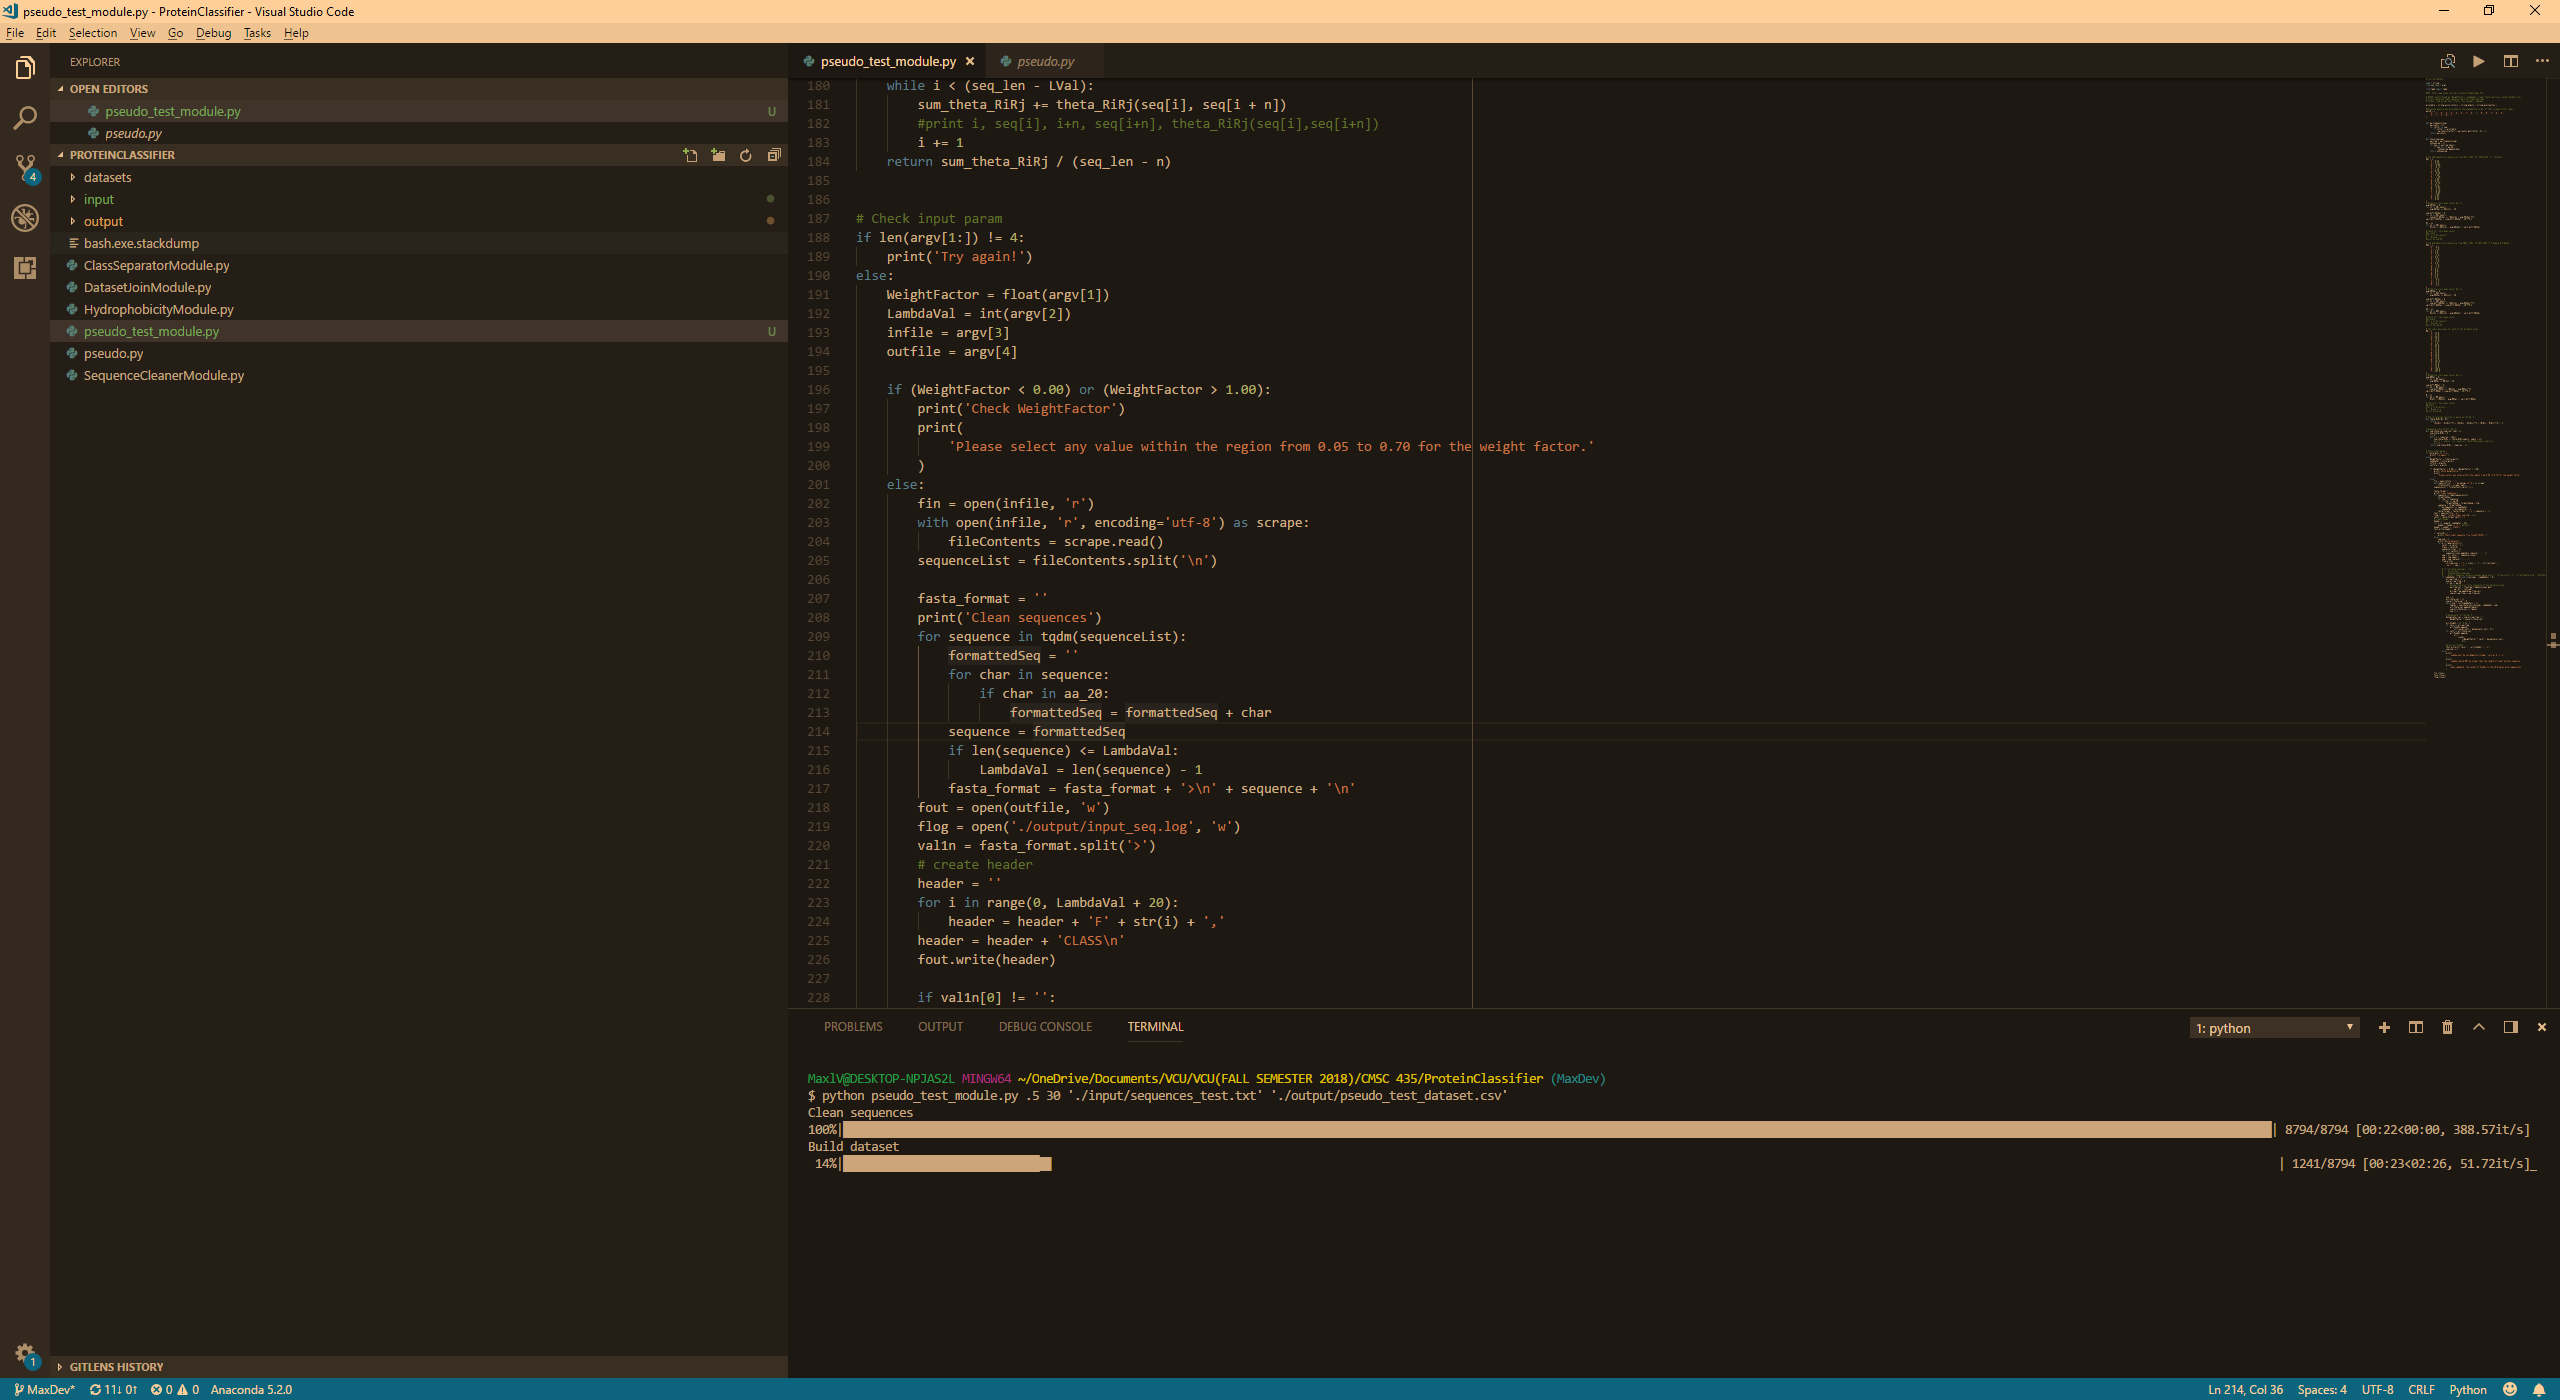 pseudo_test_module.py - ProteinClassifier - Visual Studio Code
File Edit Selection View Go Debug Tasks Help
EXPLORER
OPEN EDITORS
pseudo_test_module.py U
pseudo.py
PROTEINCLASSIFIER
datasets
input
output
bash.exe.stackdump
ClassSeparatorModule.py
DatasetJoinModule.py
HydrophobicityModule.py
pseudo_test_module.py U
pseudo.py
SequenceCleanerModule.py
GITLENS HISTORY
4
1
pseudo_test_module.py × pseudo.py
180 while i < (seq_len - LVal):
181 sum_theta_RiRj += theta_RiRj(seq[i], seq[i + n])
182 #print i, seq[i], i+n, seq[i+n], theta_RiRj(seq[i],seq[i+n])
183 i += 1
184 return sum_theta_RiRj / (seq_len - n)
185
186
187 # Check input param
188 if len(argv[1:]) != 4:
189 print('Try again!')
190 else:
191 WeightFactor = float(argv[1])
192 LambdaVal = int(argv[2])
193 infile = argv[3]
194 outfile = argv[4]
195
196 if (WeightFactor < 0.00) or (WeightFactor > 1.00):
197 print('Check WeightFactor')
198 print(
199 'Please select any value within the region from 0.05 to 0.70 for the weight factor.'
200 )
201 else:
202 fin = open(infile, 'r')
203 with open(infile, 'r', encoding='utf-8') as scrape:
204 fileContents = scrape.read()
205 sequenceList = fileContents.split('\n')
206
207 fasta_format = ''
208 print('Clean sequences')
209 for sequence in tqdm(sequenceList):
210 formattedSeq = ''
211 for char in sequence:
212 if char in aa_20:
213 formattedSeq = formattedSeq + char
214 sequence = formattedSeq
215 if len(sequence) <= LambdaVal:
216 LambdaVal = len(sequence) - 1
217 fasta_format = fasta_format + '>\n' + sequence + '\n'
218 fout = open(outfile, 'w')
219 flog = open('./output/input_seq.log', 'w')
220 val1n = fasta_format.split('>')
221 # create header
222 header = ''
223 for i in range(0, LambdaVal + 20):
224 header = header + 'F' + str(i) + ','
225 header = header + 'CLASS\n'
226 fout.write(header)
227
228 if val1n[0] != '':
PROBLEMS OUTPUT DEBUG CONSOLE TERMINAL 1: python
MaxlV@DESKTOP-NPJAS2L MINGW64 ~/OneDrive/Documents/VCU/VCU(FALL SEMESTER 2018)/CMSC 435/ProteinClassifier (MaxDev)
$ python pseudo_test_module.py .5 30 './input/sequences_test.txt' './output/pseudo_test_dataset.csv'
Clean sequences
100%| | 8794/8794 [00:22<00:00, 388.57it/s]
Build dataset
14%| | 1241/8794 [00:23<02:26, 51.72it/s]_
MaxDev* 11↓ 0↑ 0 0 Anaconda 5.2.0 Ln 214, Col 36 Spaces: 4 UTF-8 CRLF Python